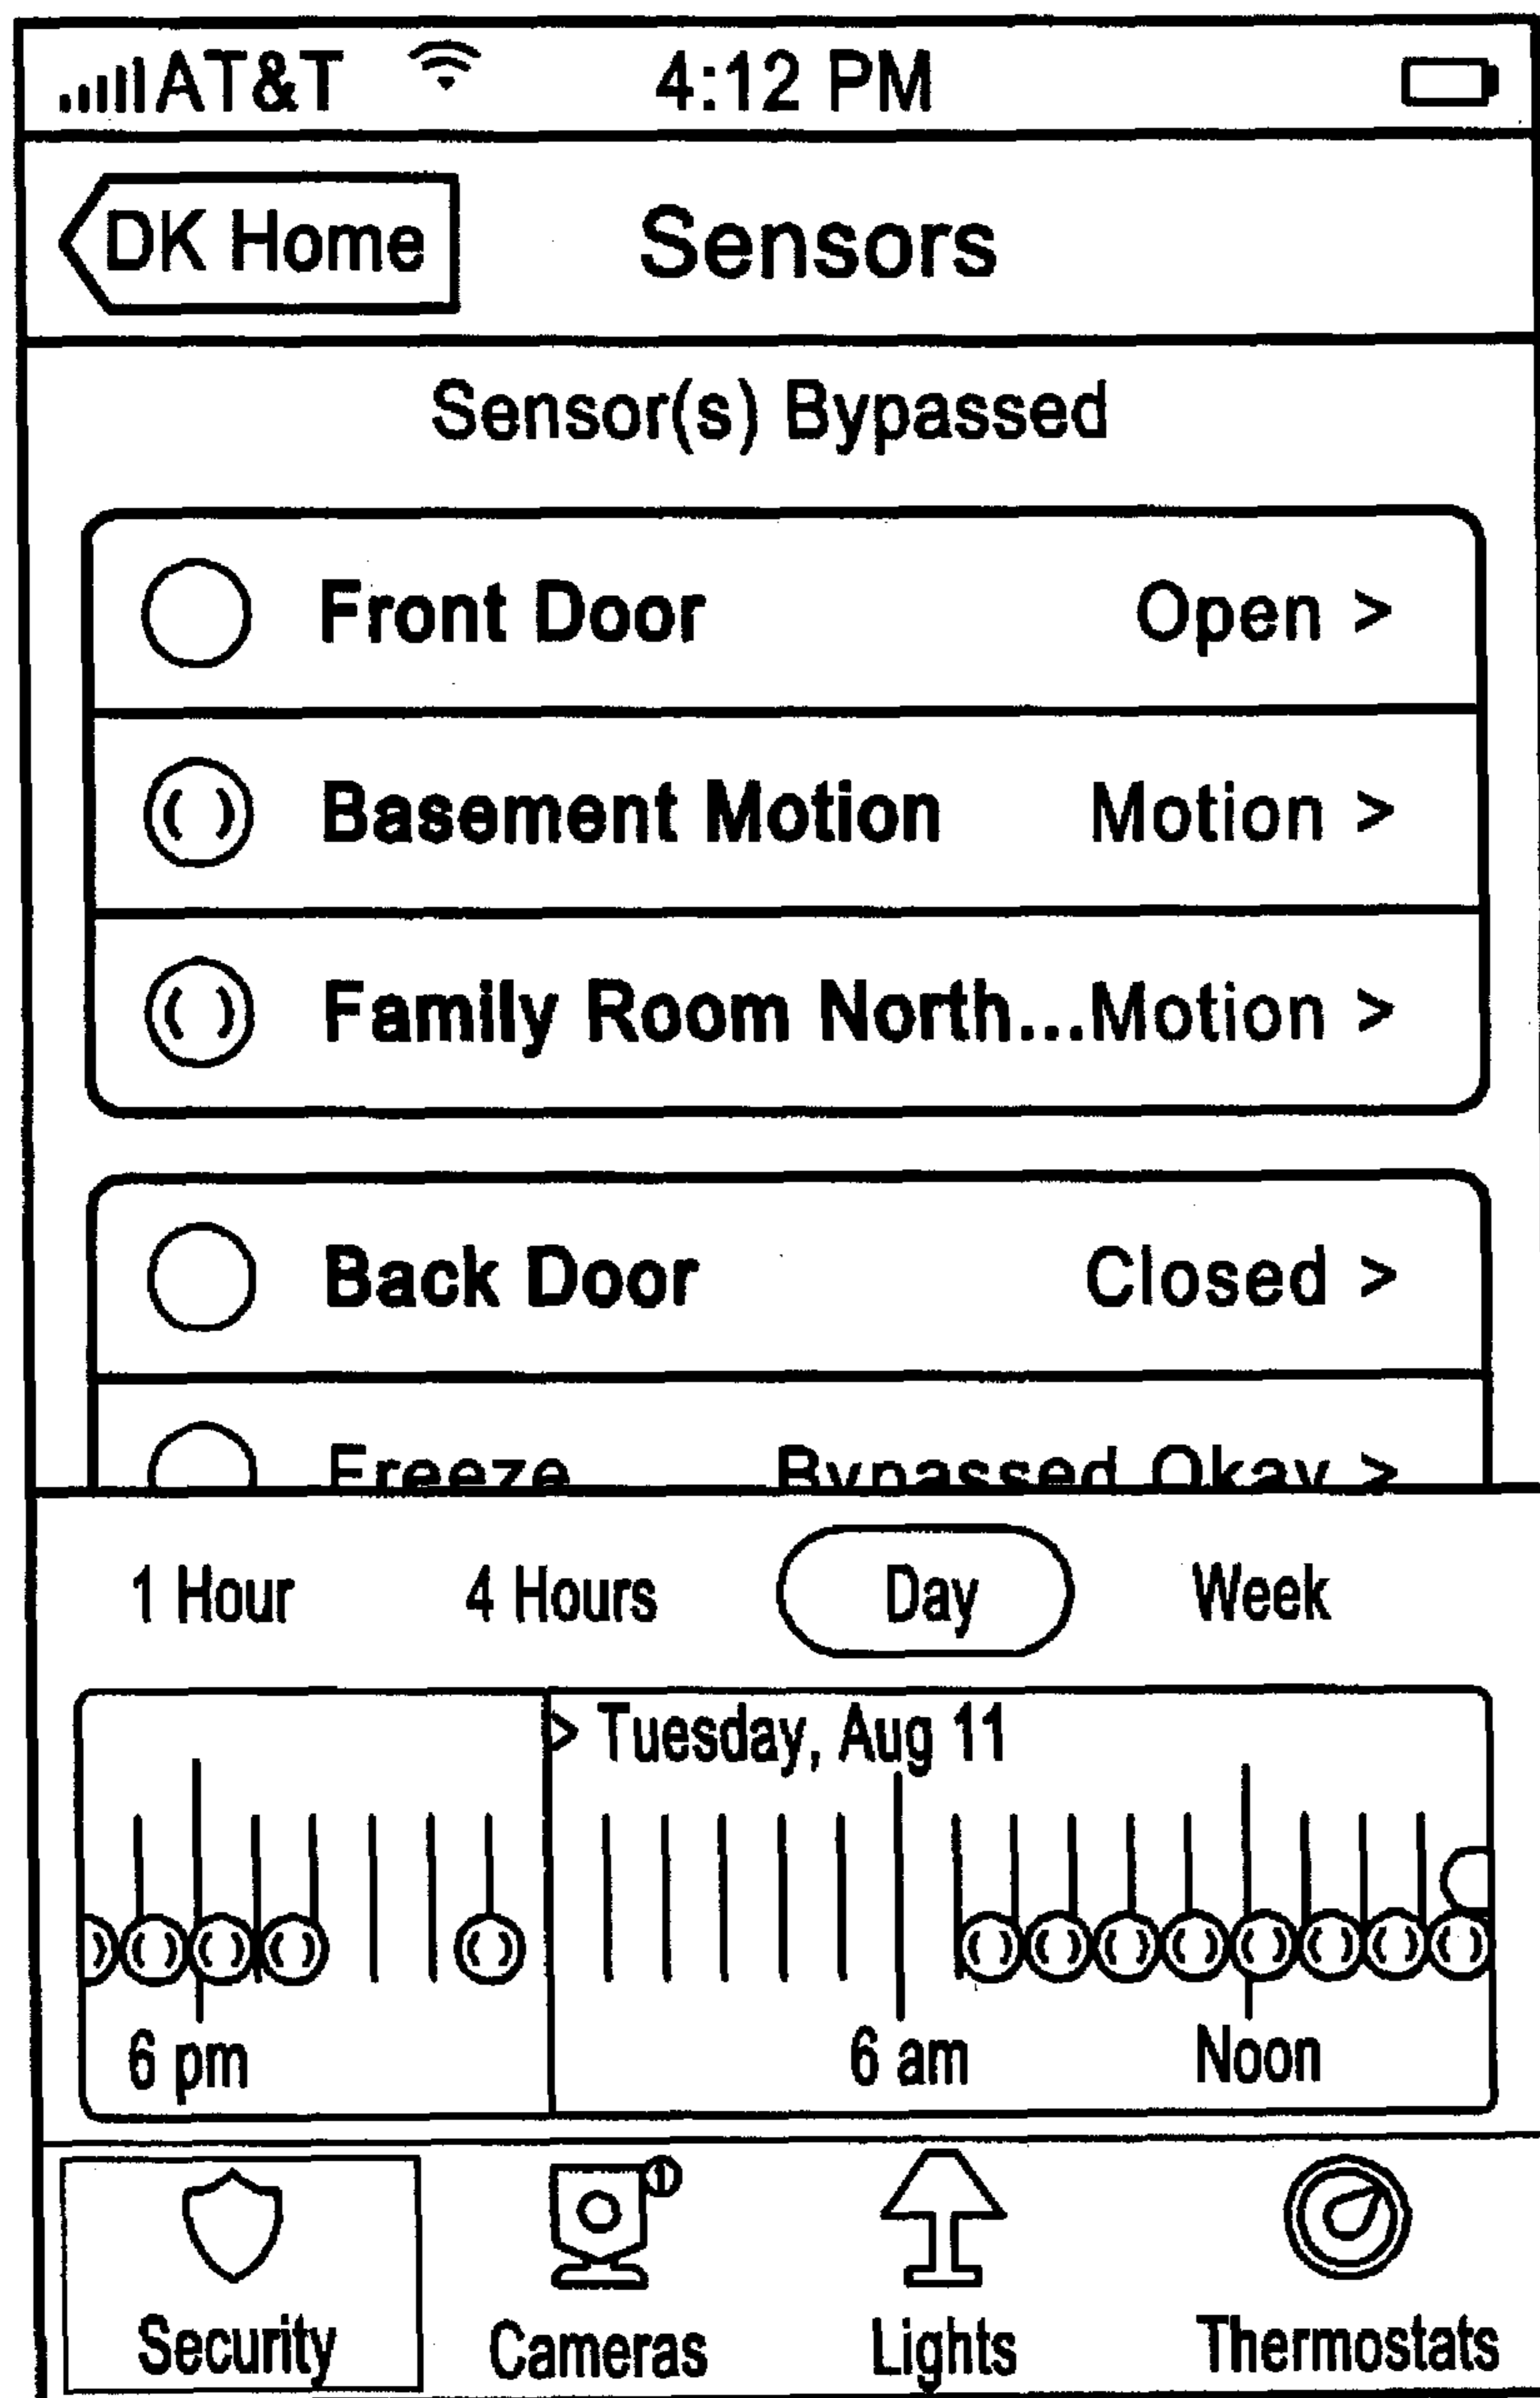 AT&T 4:12 PM
DK Home Sensors
Sensor(s) Bypassed
Front Door Open >
Basement Motion Motion >
Family Room North...Motion >
Back Door Closed >
Freeze Bypassed Okay >
1 Hour 4 Hours Day Week
> Tuesday, Aug 11
6 pm 6 am Noon
Security Cameras Lights Thermostats